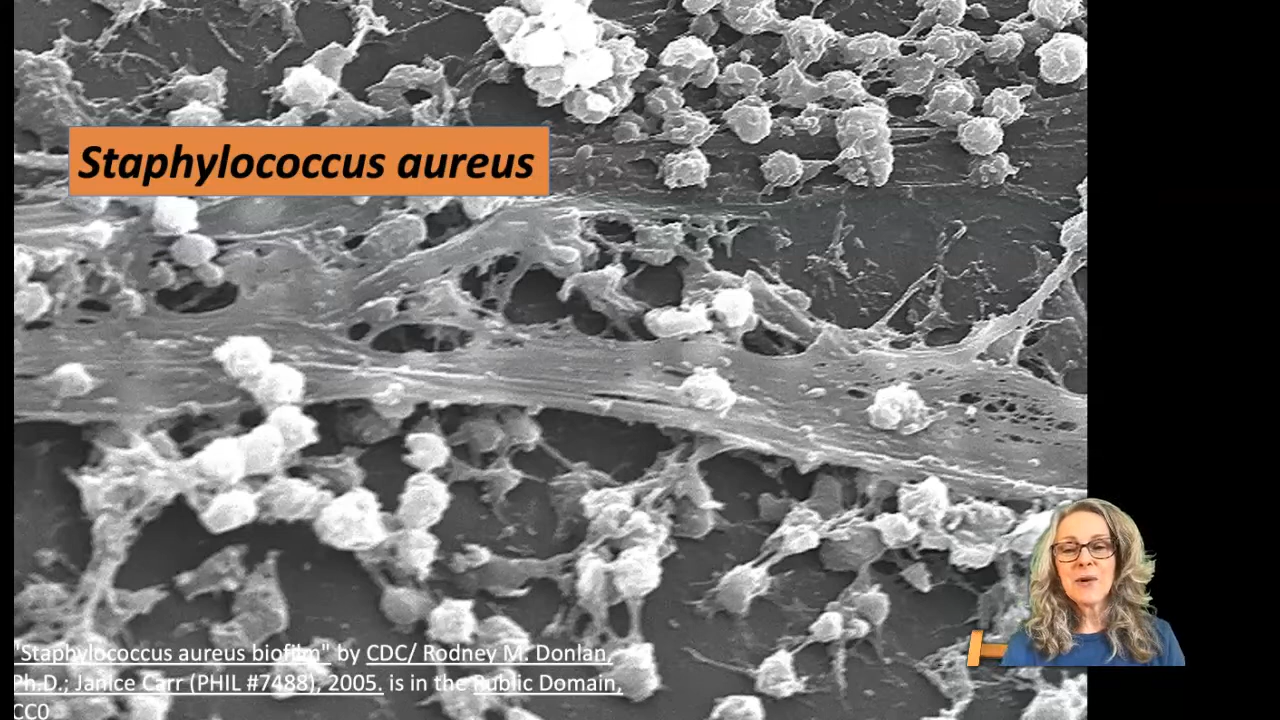 Staphylococcus aureus
"Staphylococcus aureus biofilm" by CDC/ Rodney M. Donlan,
Ph.D.; Janice Carr (PHIL #7488), 2005. is in the Public Domain,
CC0